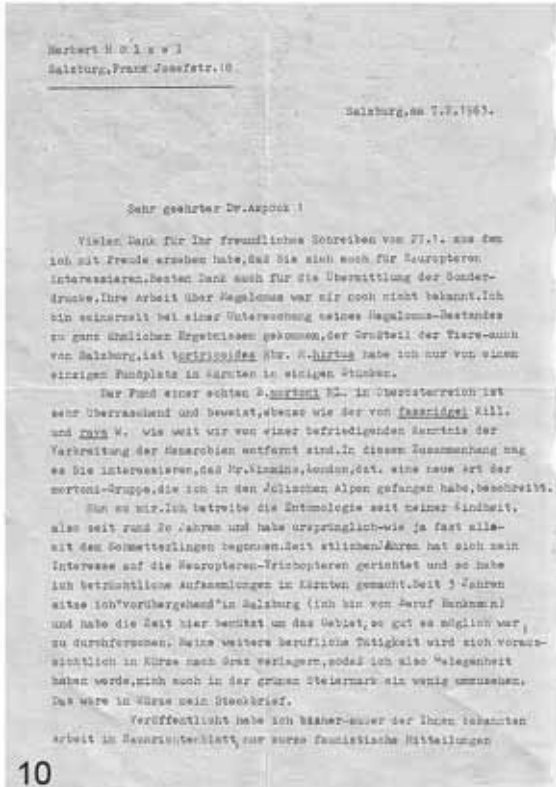 Herbert H ö l z e l
Salzburg,Franz Josefstr.18
Salzburg,am 7.2.1963.
Sehr geehrter Dr.Aspöck !
Vielen Dank für Ihr freundliches Schreiben vom 27.1. aus dem
ich mit Freude ersehen habe,daß Sie sich auch für Neuropteren
interessieren.Besten Dank auch für die Übermittlung der Sonder-
drucke.Ihre Arbeit über Megalomus war mir noch nicht bekannt.Ich
bin seinerzeit bei einer Untersuchung meines Megalomus-Bestandes
zu ganz ähnlichen Ergebnissen gekommen,der Großteil der Tiere-auch
von Salzburg,ist tortricoides Rbr. M.hirtus habe ich nur von einem
einzigen Fundplatz in Kärnten in einigen Stücken.
Der Fund einer echten mortoni ML. in Oberösterreich ist
sehr überraschend und beweist,ebenso wie der von fassnidgei Kill.
und rava W. wie weit wir von einer befriedigenden Kenntnis der
Verbreitung der Hemerobien entfernt sind.In diesem Zusammenhang mag
es Sie interessieren,daß Mr.Kimmins,London,dzt. eine neue Art der
mortoni-Gruppe,die ich in den Julischen Alpen gefangen habe,beschreibt.
Nun zu mir.Ich betreibe die Entomologie seit meiner Kindheit,
also seit rund 20 Jahren und habe ursprünglich-wie ja fast alle-
mit den Schmetterlingen begonnen.Seit etlichen Jahren hat sich mein
Interesse auf die Neuropteren-Trichopteren gerichtet und so habe
ich beträchtliche Aufsammlungen in Kärnten gemacht.Seit 3 Jahren
sitze ich"vorübergehend"in Salzburg (ich bin von Beruf Bankmann)
und habe die Zeit hier benützt um das Gebiet,so gut es möglich war,
zu durchforschen. Meine weitere berufliche Tätigkeit wird sich voraus-
sichtlich in Kürze nach Graz verlagern,sodaß ich also Gelegenheit
haben werde,mich auch in der grünen Steiermark ein wenig umzusehen.
Das wäre in Kürze mein Steckbrief.
Veröffentlicht habe ich bisher-ausser der Ihnen bekannten
Arbeit im Nachrichtenblatt, nur kurze faunistische Mitteilungen
10